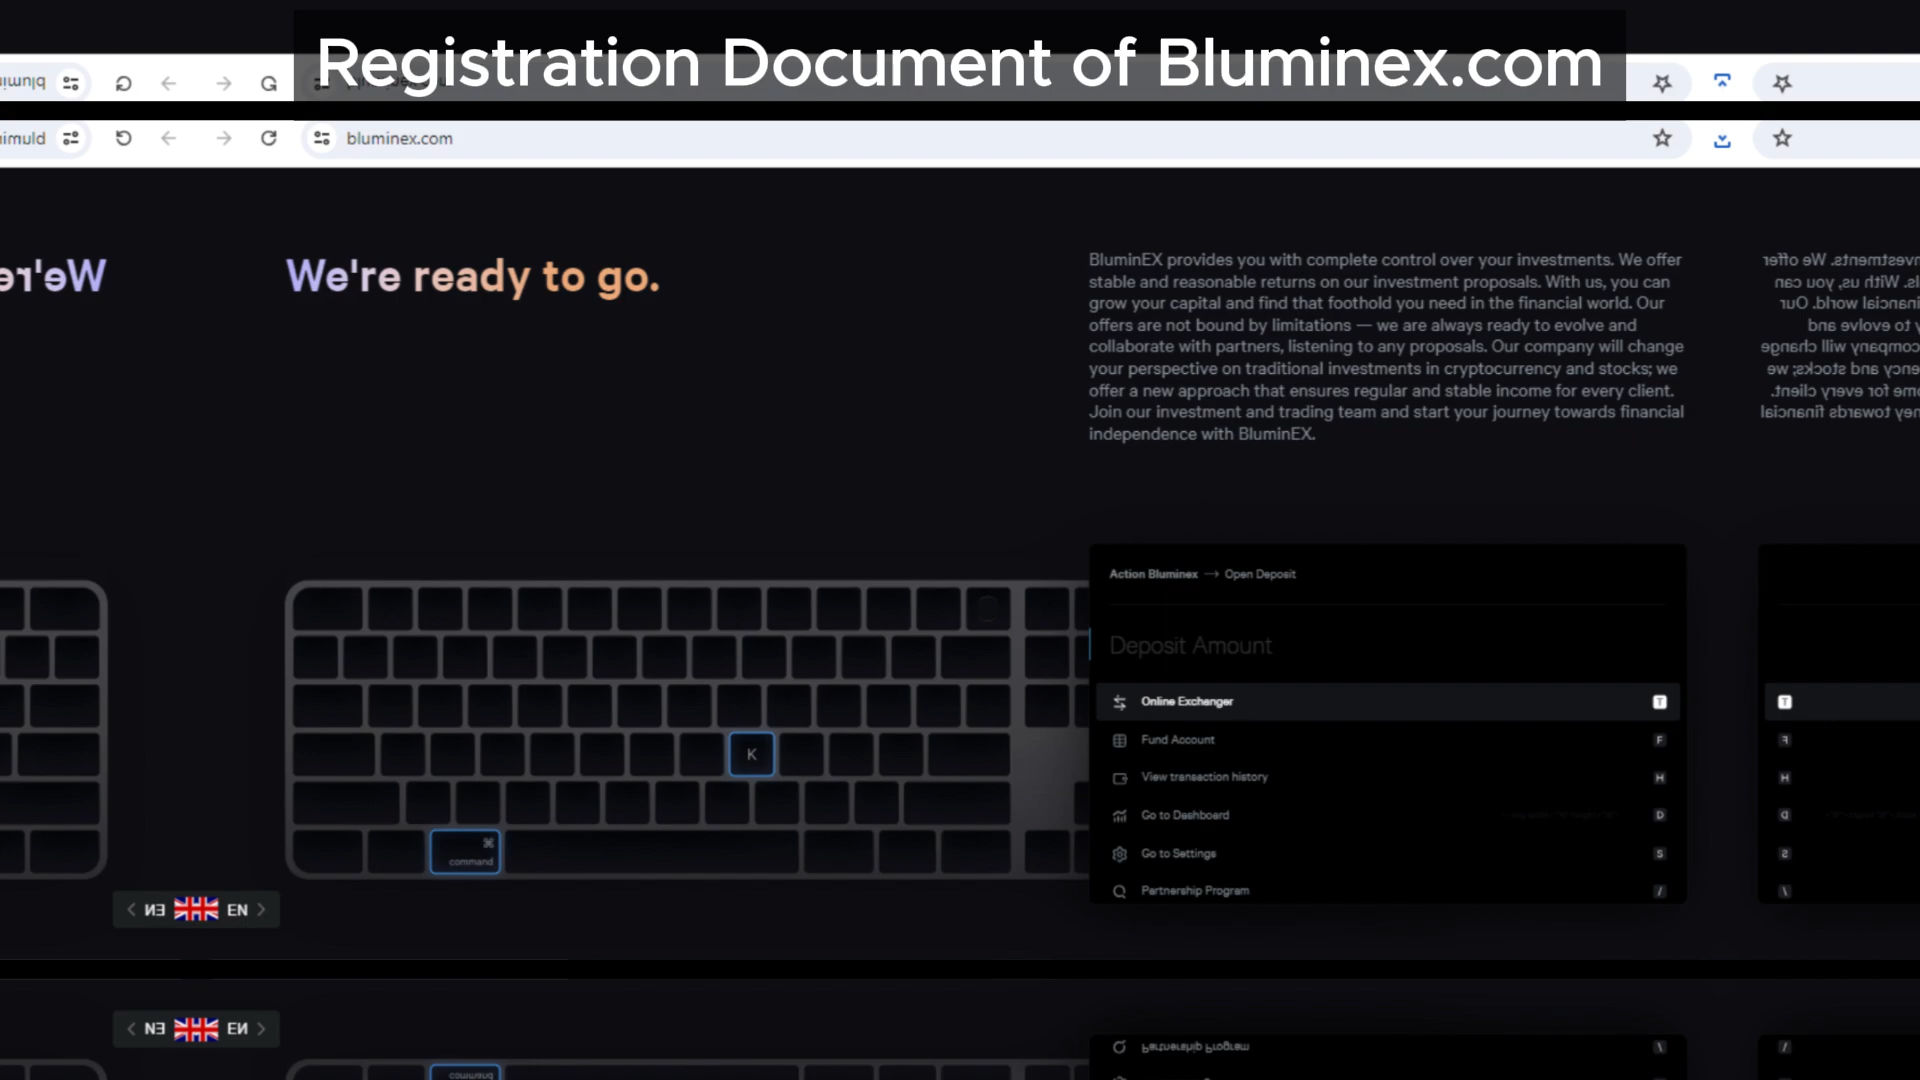 Registration Document of Bluminex.com
bluminex.com
We're ready to go.
BluminEX provides you with complete control over your investments. We offer
stable and reasonable returns on our investment proposals. With us, you can
grow your capital and find that foothold you need in the financial world. Our
offers are not bound by limitations — we are always ready to evolve and
collaborate with partners, listening to any proposals. Our company will change
your perspective on traditional investments in cryptocurrency and stocks; we
offer a new approach that ensures regular and stable income for every client.
Join our investment and trading team and start your journey towards financial
independence with BluminEX.
Action Bluminex → Open Deposit
Deposit Amount
Online Exchanger T
Fund Account F
View transaction history H
Go to Dashboard D
Go to Settings S
Partnership Program /
K
⌘
command
EN